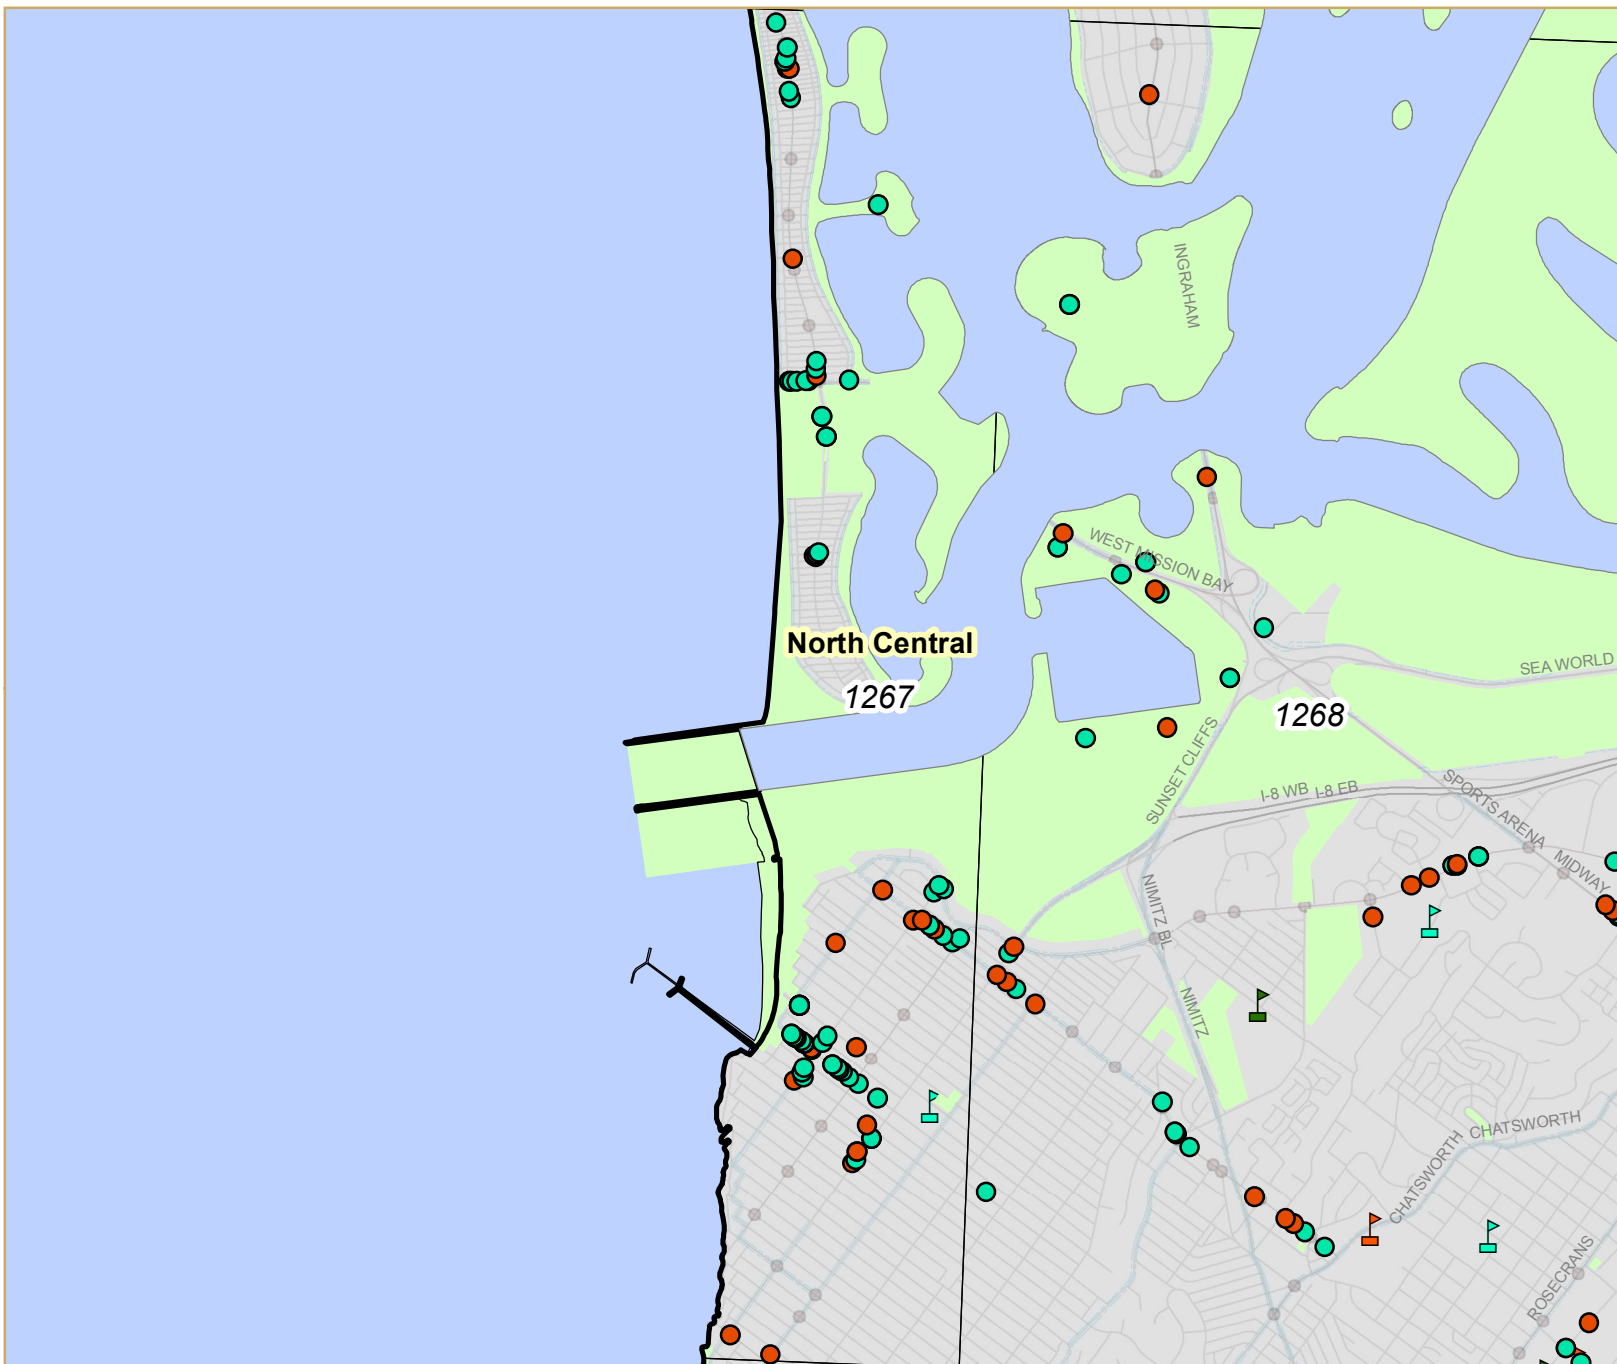 INGRAHAM
WEST MISSION BAY
North Central
1267
SEA WORLD
1268
SUNSET CLIFFS
I-8 WB
I-8 EB
SPORTS ARENA
MIDWAY
NIMITZ BL
NIMITZ
CHATSWORTH
CHATSWORTH
ROSECRANS